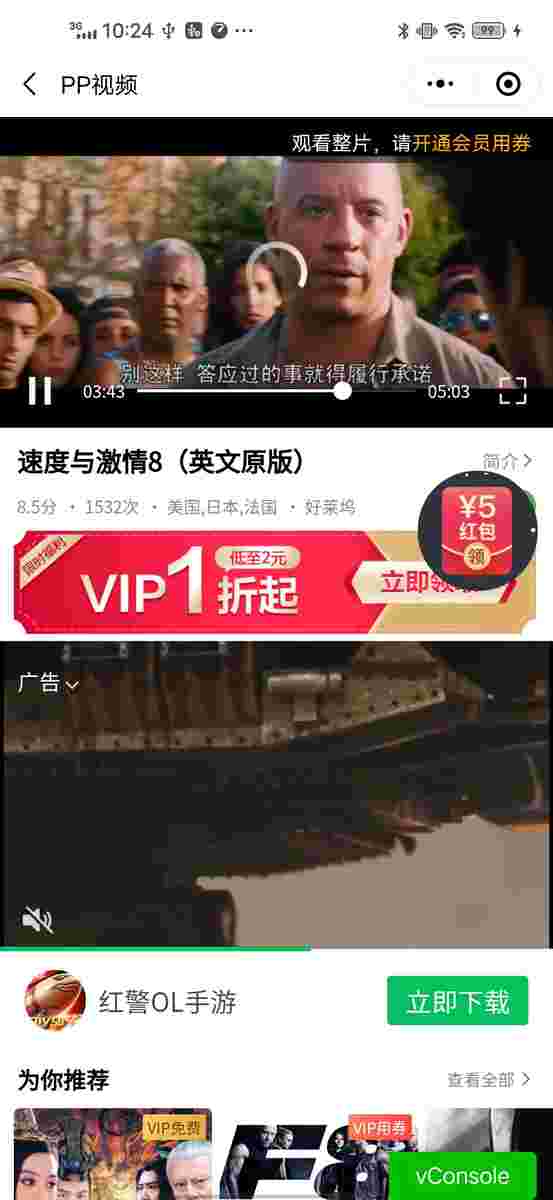 3G 10:24 99
PP视频
观看整片，请开通会员用券
别这样 答应过的事就得履行承诺
03:43 05:03
速度与激情8（英文原版）
简介
8.5分 · 1532次 · 美国,日本,法国 · 好莱坞
¥5
红包
领
限时福利
VIP1折起
低至2元
立即领
广告
红警OL手游
立即下载
为你推荐
查看全部
VIP免费
VIP用券
F8
vConsole